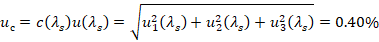 u_c = c(λ_s)u(λ_s) = √(u_1^2(λ_s) + u_2^2(λ_s) + u_3^2(λ_s)) = 0.40%